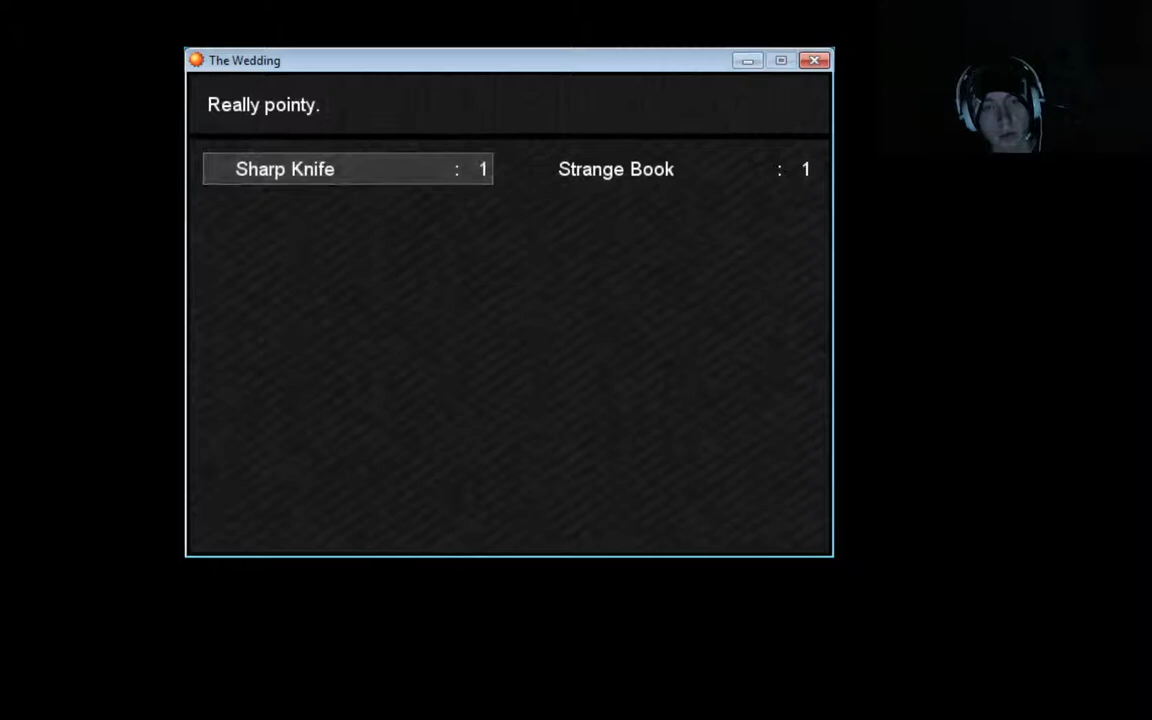 The Wedding
Really pointy.
Sharp Knife : 1 Strange Book : 1